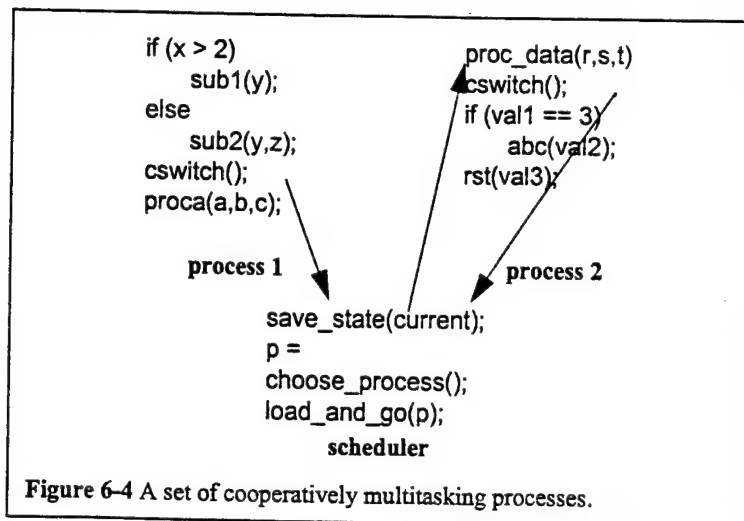 if (x > 2)
sub1(y);
else
sub2(y,z);
cswitch();
proca(a,b,c);
process 1
proc_data(r,s,t)
cswitch();
if (val1 == 3)
abc(val2);
rst(val3);
process 2
save_state(current);
p =
choose_process();
load_and_go(p);
scheduler
Figure 6-4 A set of cooperatively multitasking processes.